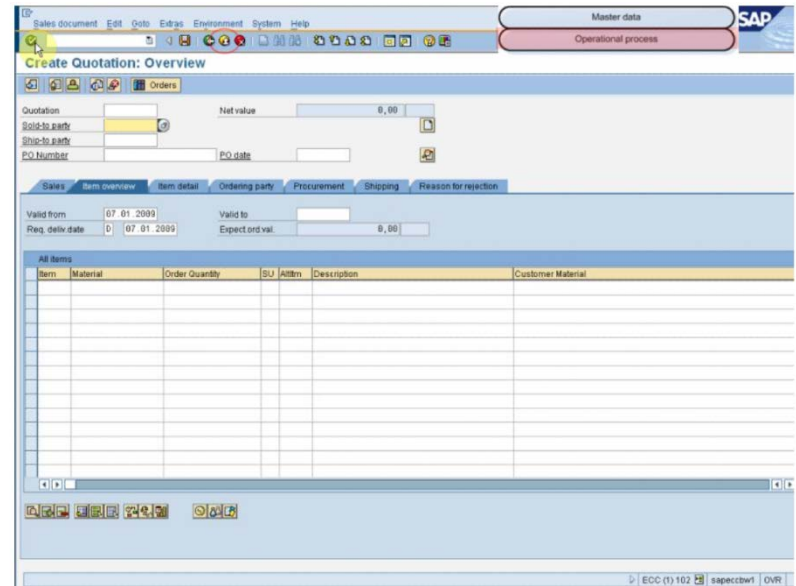 Sales document Edit Goto Extras Environment System Help
Master data
SAP
Operational process
Create Quotation: Overview
Orders
Quotation Net value 0,00
Sold-to party
Ship-to party
PO Number PO date
Sales Item overview Item detail Ordering party Procurement Shipping Reason for rejection
Valid from 07.01.2009 Valid to
Req. deliv.date D 07.01.2009 Expect.ord.val. 0,00
All items
Item Material Order Quantity SU AltItm Description Customer Material
ECC (1) 102 sapeccbw1 OVR